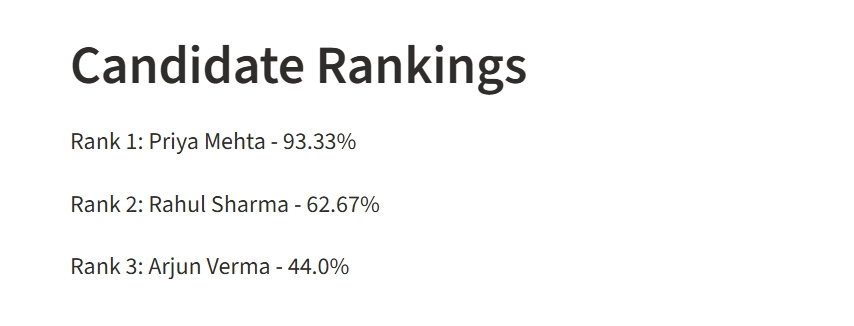 Candidate Rankings
Rank 1: Priya Mehta - 93.33%
Rank 2: Rahul Sharma - 62.67%
Rank 3: Arjun Verma - 44.0%